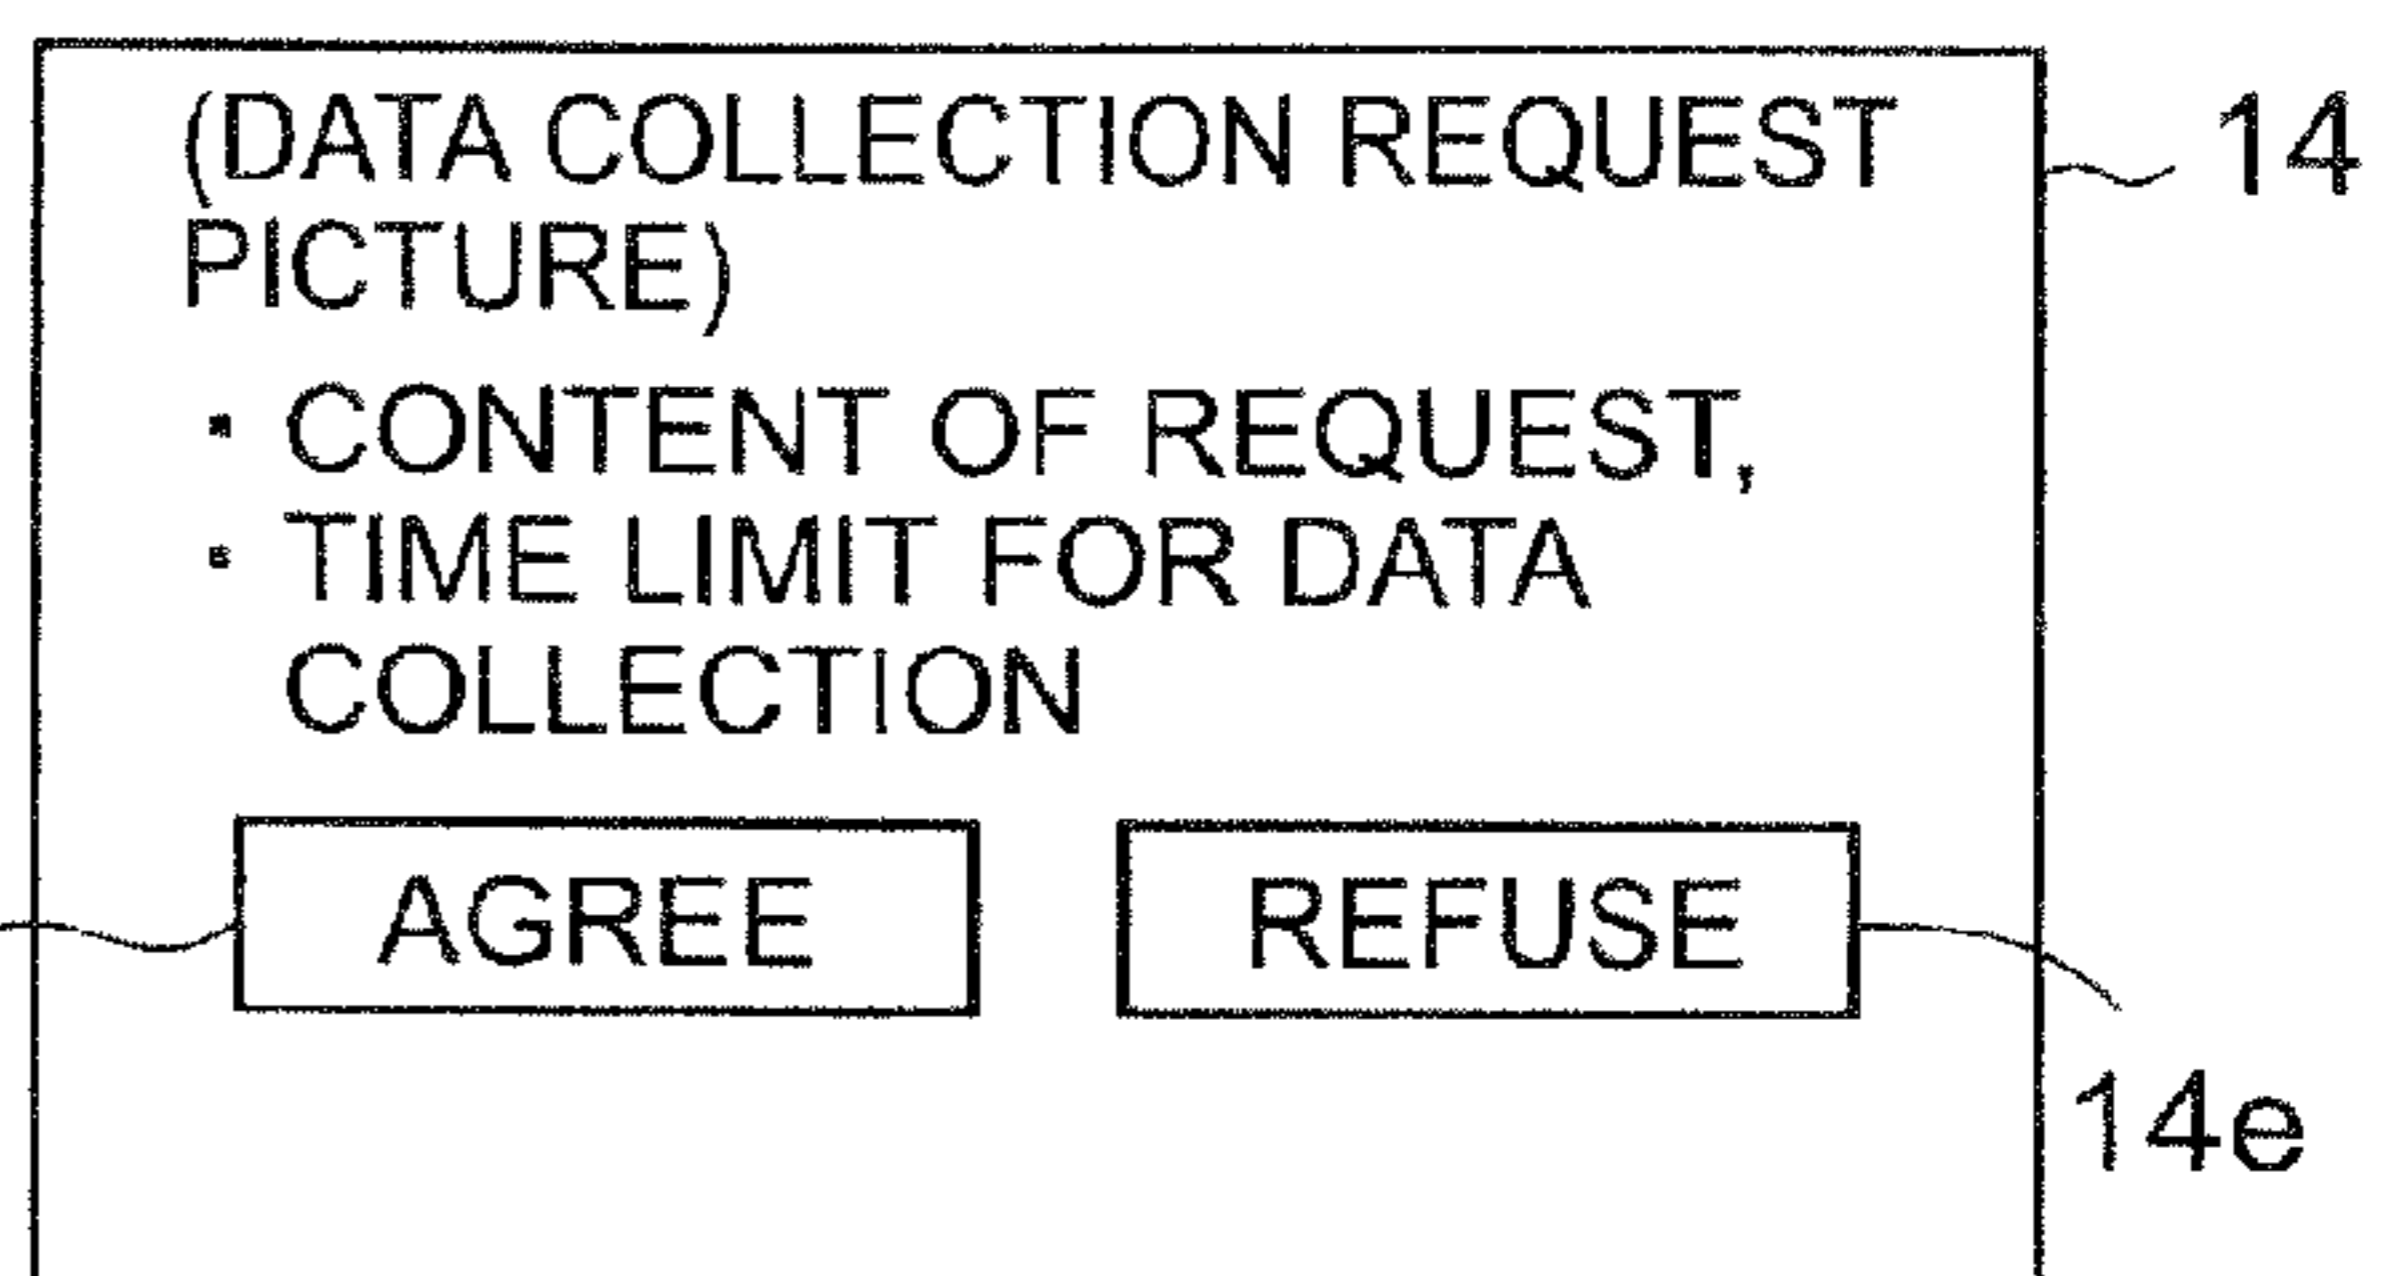 (DATA COLLECTION REQUEST
PICTURE)
14
· CONTENT OF REQUEST,
· TIME LIMIT FOR DATA
COLLECTION
AGREE
REFUSE
14e